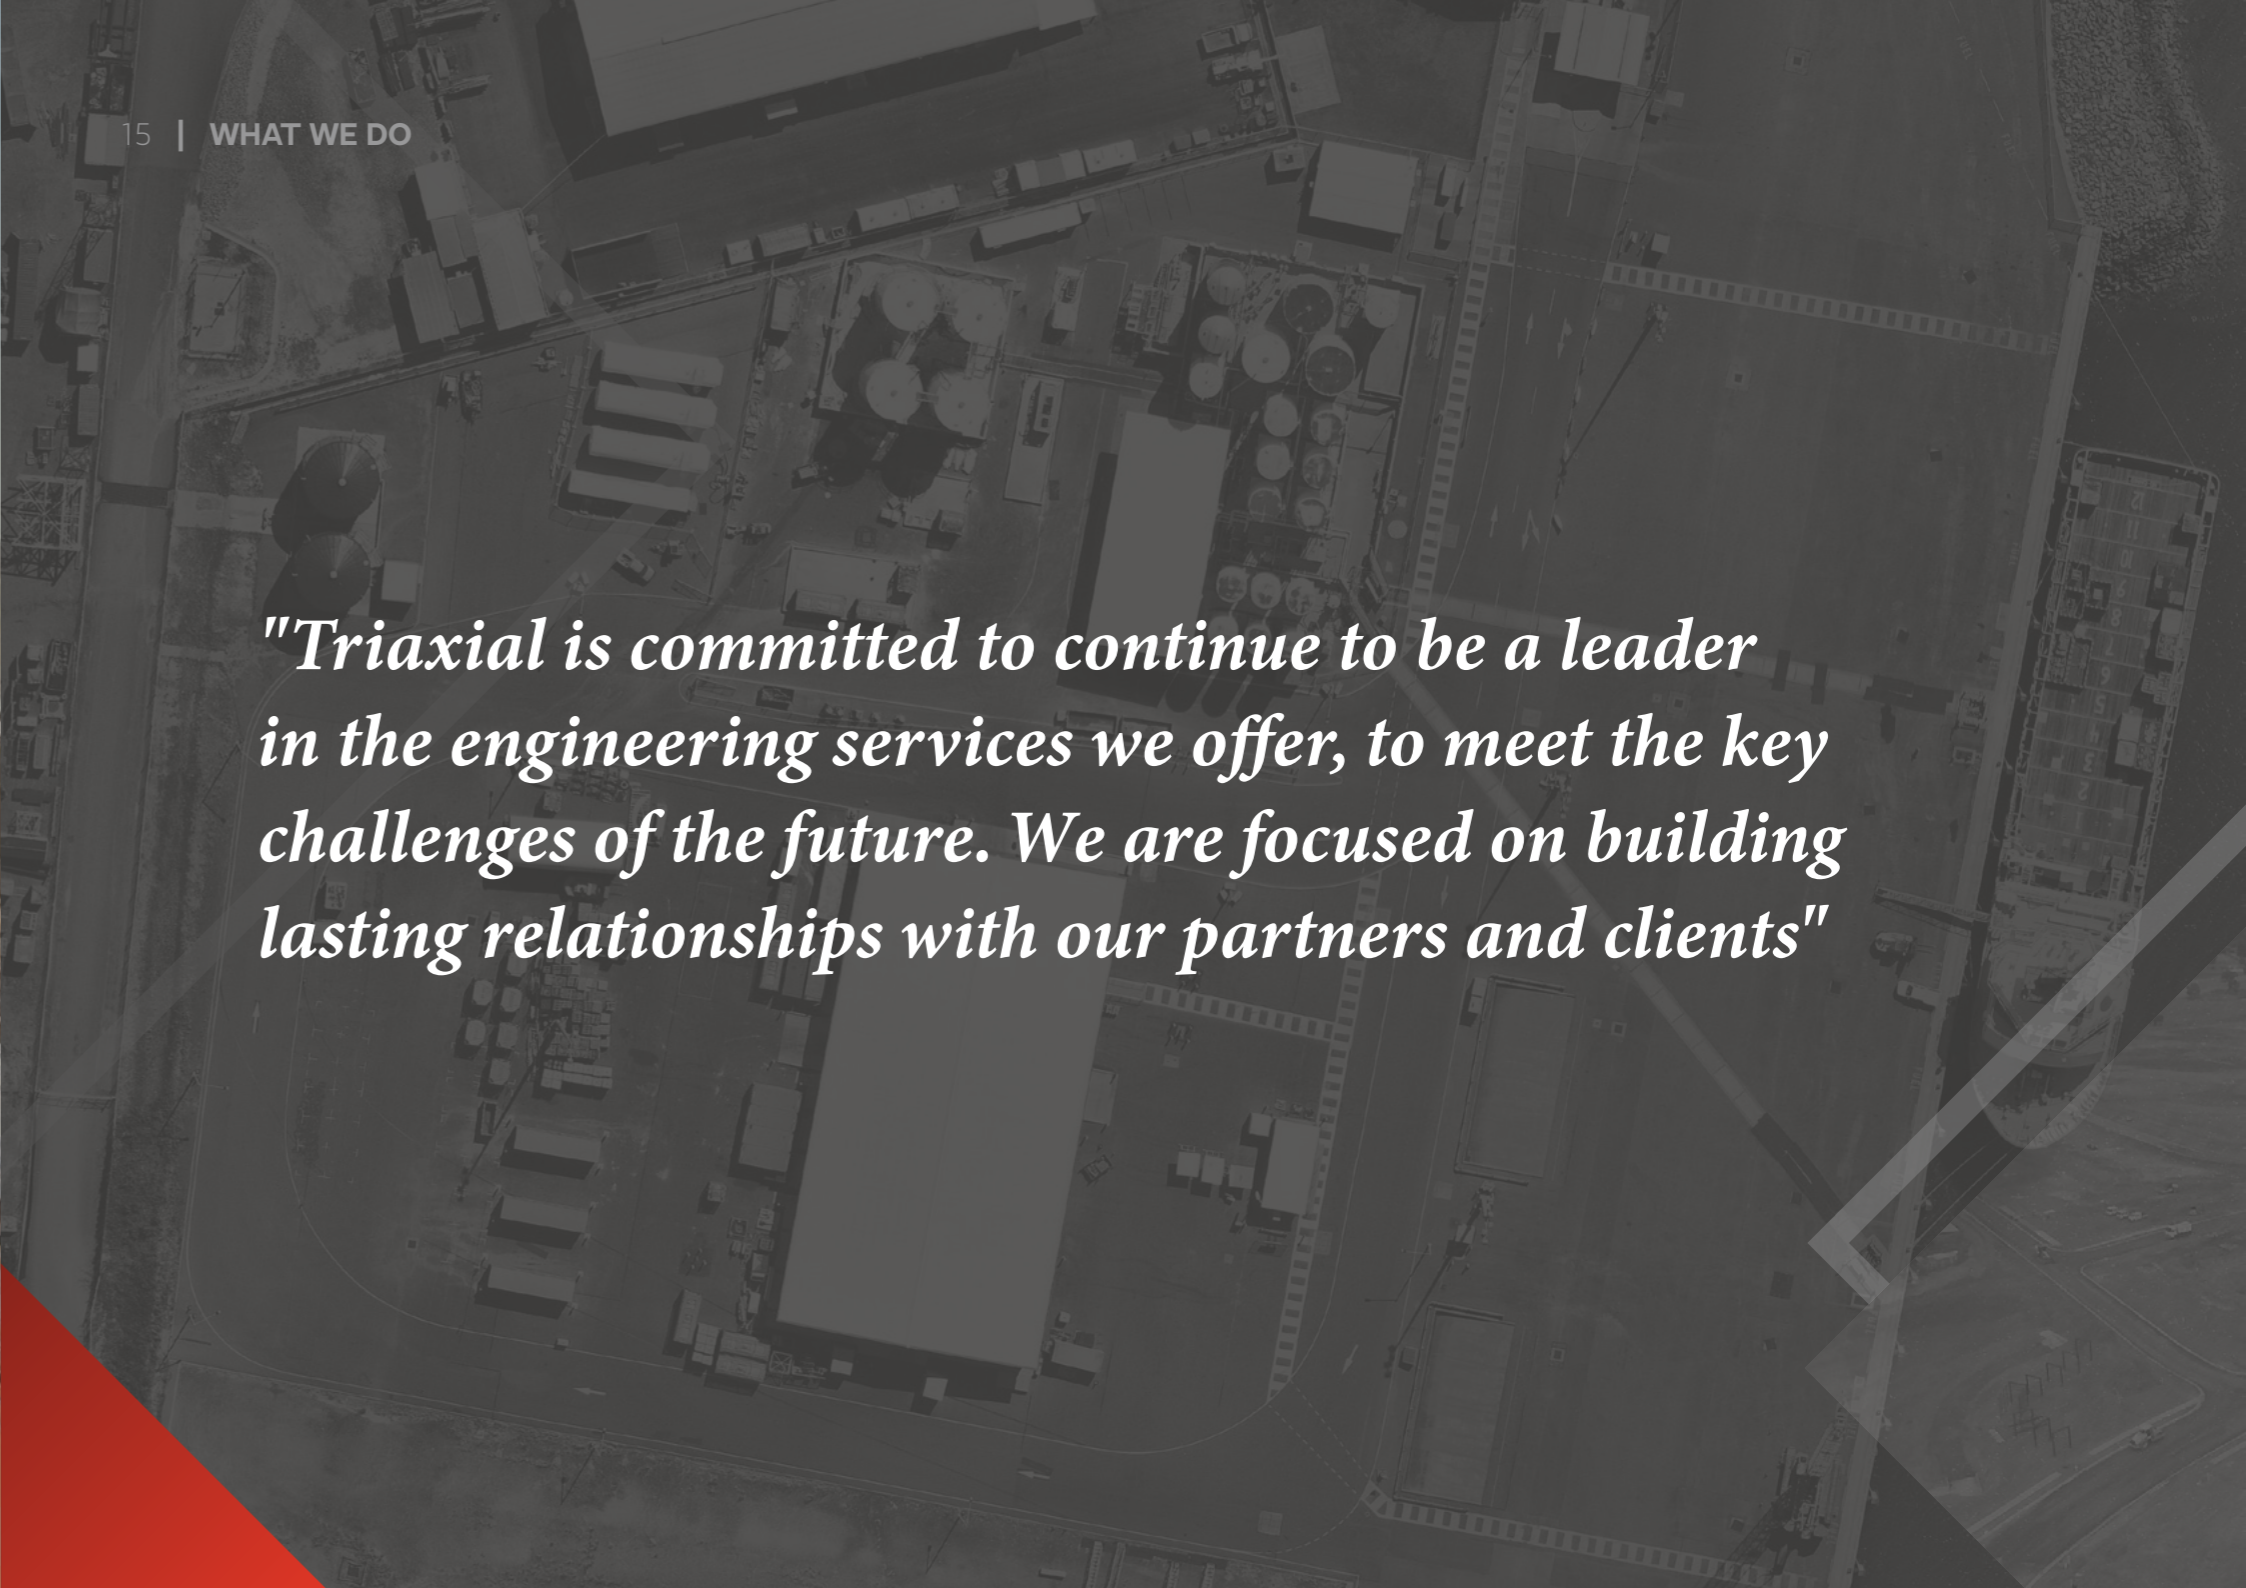 15 | WHAT WE DO
"Triaxial is committed to continue to be a leader
in the engineering services we offer, to meet the key
challenges of the future. We are focused on building
lasting relationships with our partners and clients"